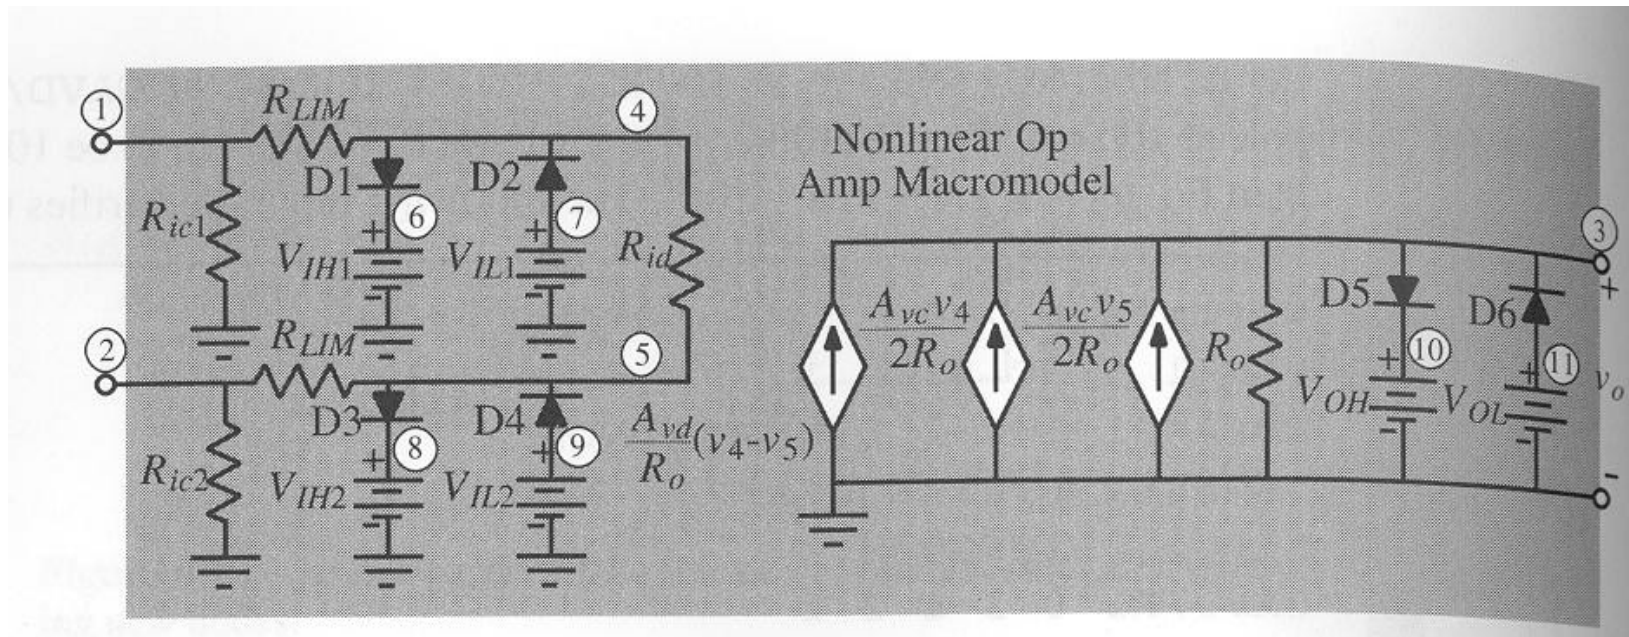 VD/
1
R_LIM
4
Nonlinear Op
Amp Macromodel
D1
D2
6
7
3
R_ic1
+
V_IH1
+
V_IL1
R_id
+
A_vc v_4
2R_o
A_vc v_5
2R_o
R_o
D5
D6
2
R_LIM
5
+
10
+
11
V_OH
V_OL
v_o
D3
D4
8
9
A_vd
R_o
(v_4-v_5)
R_ic2
+
V_IH2
+
V_IL2
-